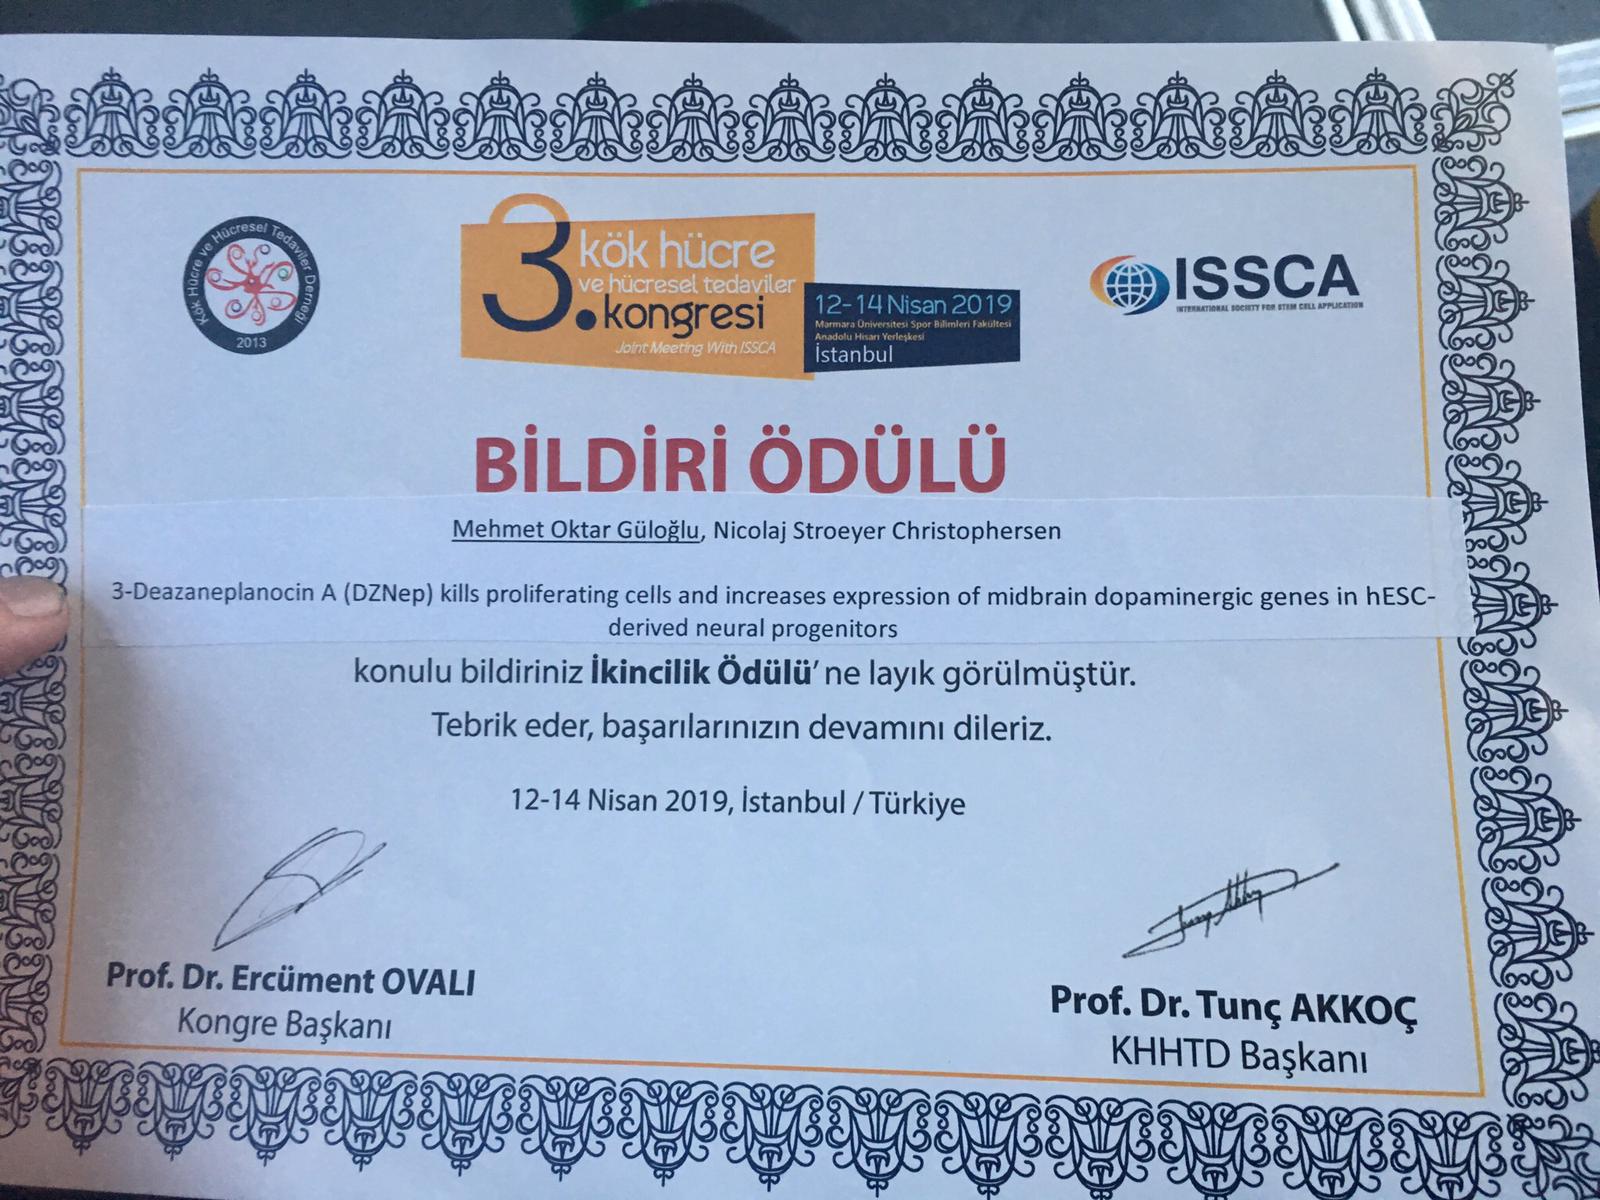 Kök Hücre ve Hücresel Tedaviler Derneği
2013
3. kök hücre
ve hücresel tedaviler
kongresi
Joint Meeting With ISSCA
12-14 Nisan 2019
Marmara Üniversitesi Spor Bilimleri Fakültesi
Anadolu Hisarı Yerleşkesi
İstanbul
ISSCA
INTERNATIONAL SOCIETY FOR STEM CELL APPLICATION
BİLDİRİ ÖDÜLÜ
Mehmet Oktar Güloğlu, Nicolaj Stroeyer Christophersen
3-Deazaneplanocin A (DZNep) kills proliferating cells and increases expression of midbrain dopaminergic genes in hESC-
derived neural progenitors
konulu bildiriniz İkincilik Ödülü’ ne layık görülmüştür.
Tebrik eder, başarılarınızın devamını dileriz.
12-14 Nisan 2019, İstanbul / Türkiye
Prof. Dr. Ercüment OVALI
Kongre Başkanı
Prof. Dr. Tunç AKKOÇ
KHHTD Başkanı